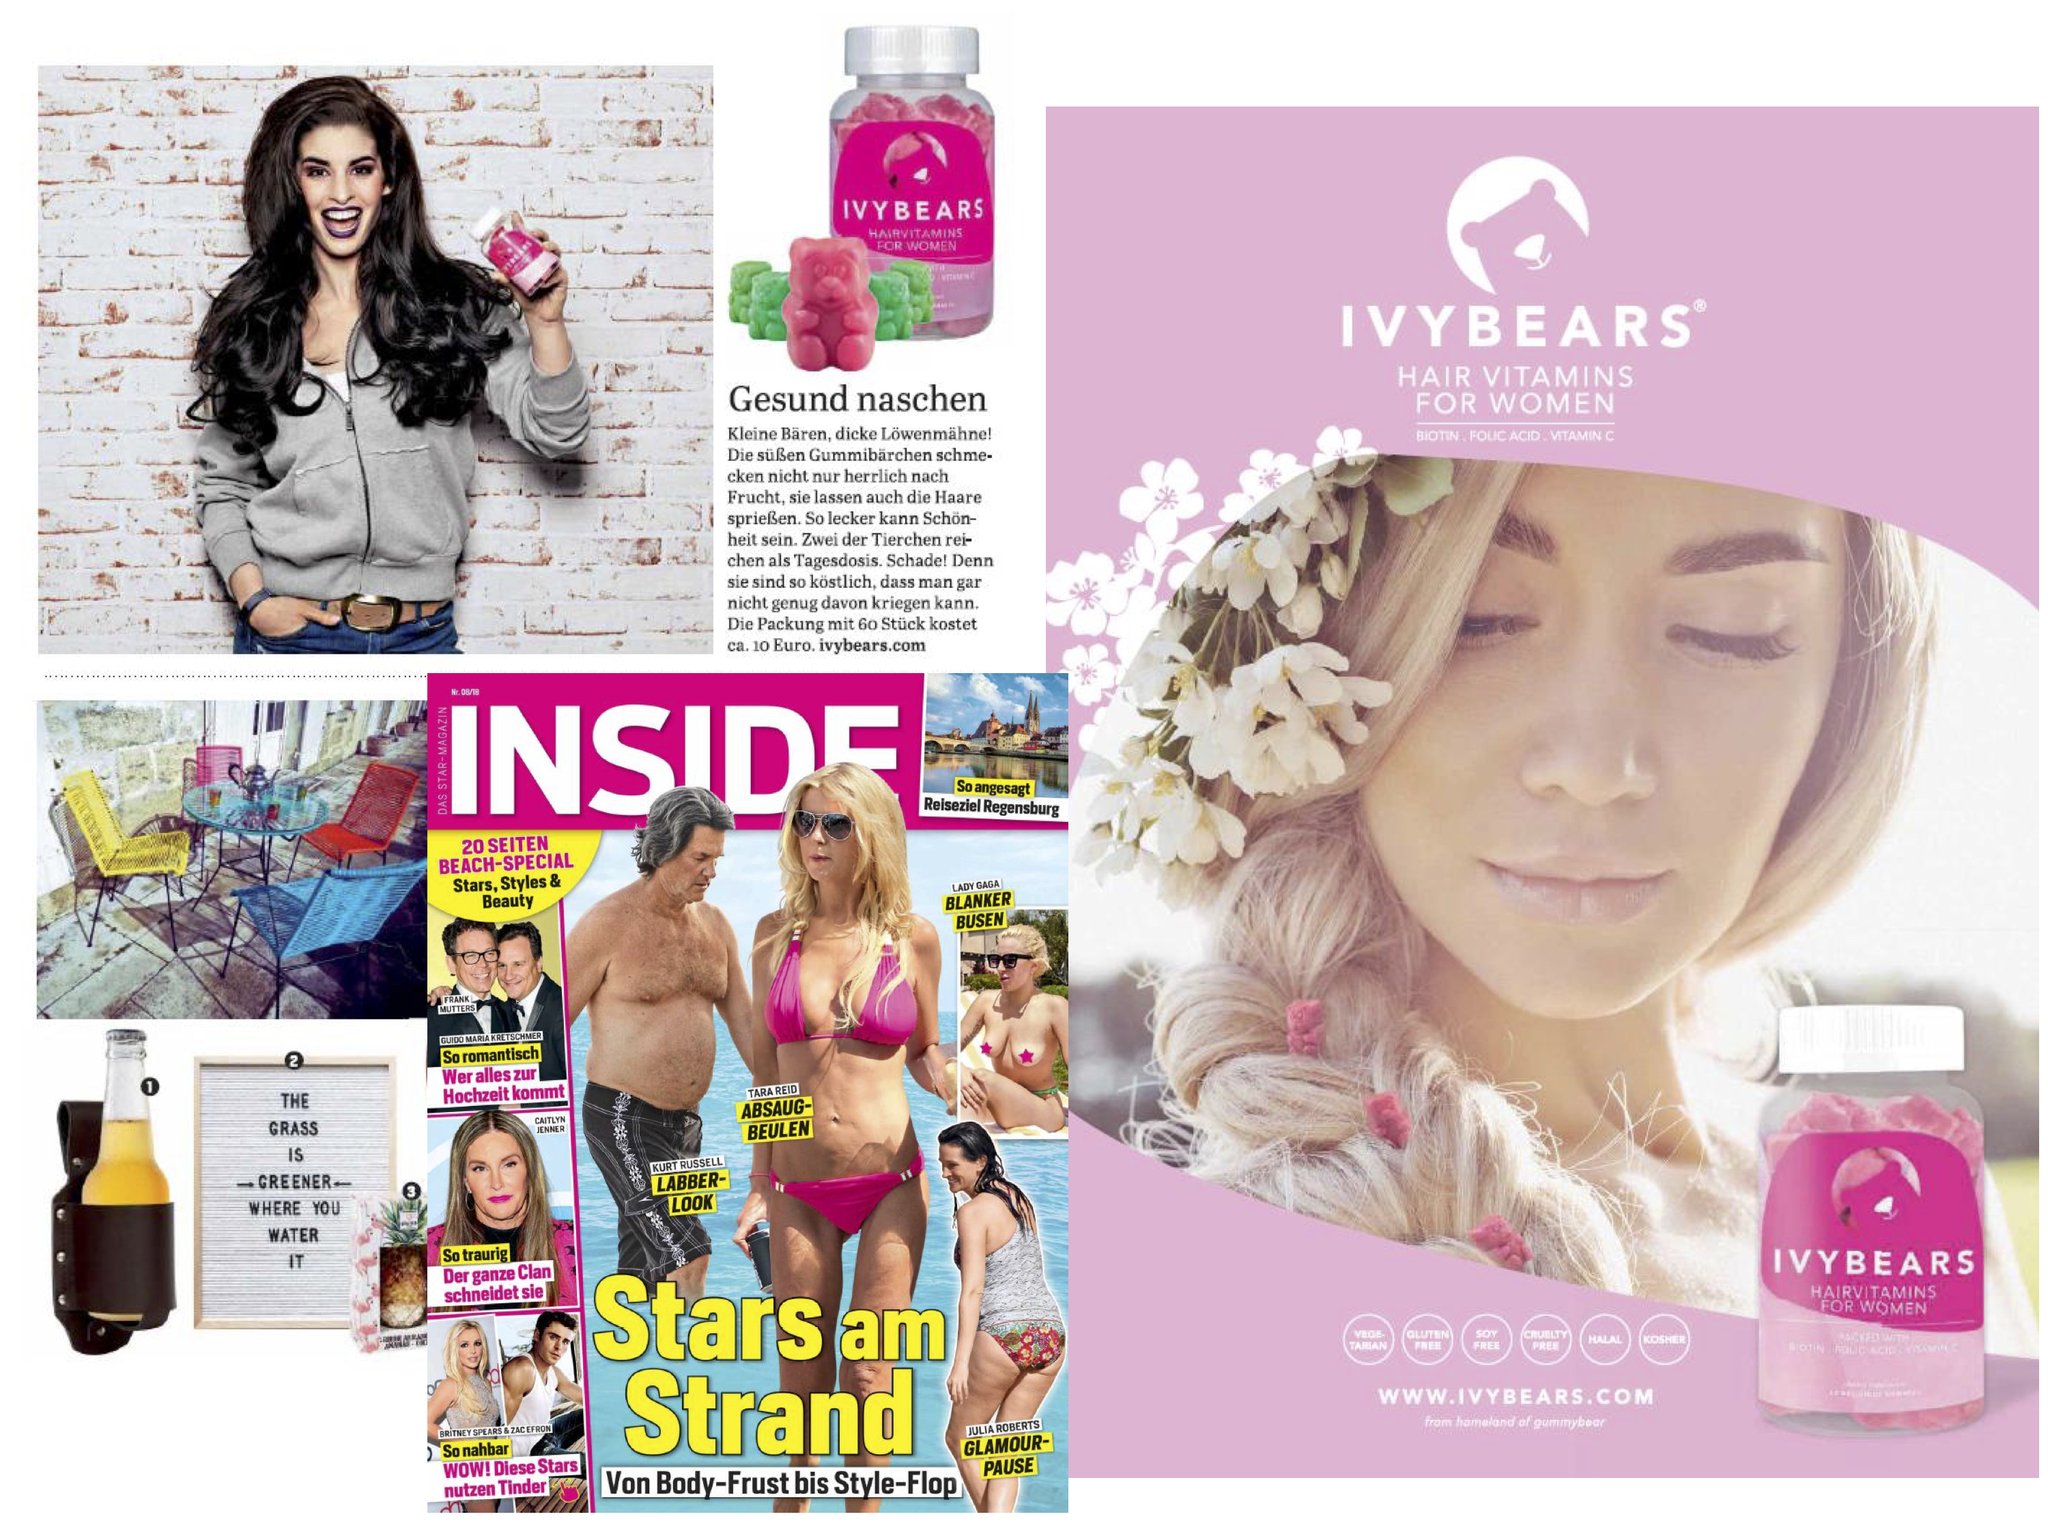 IVYBEARS
HAIRVITAMINS
FOR WOMEN
Gesund naschen
Kleine Bären, dicke Löwenmähne!
Die süßen Gummibärchen schme-
cken nicht nur herrlich nach
Frucht, sie lassen auch die Haare
sprießen. So lecker kann Schön-
heit sein. Zwei der Tierchen rei-
chen als Tagesdosis. Schade! Denn
sie sind so köstlich, dass man gar
nicht genug davon kriegen kann.
Die Packung mit 60 Stück kostet
ca. 10 Euro. ivybears.com
1
2
3
THE
GRASS
IS
GREENER
WHERE YOU
WATER
IT
Nr. 08/18
DAS STAR-MAGAZIN
INSIDE
So angesagt
Reiseziel Regensburg
20 SEITEN
BEACH-SPECIAL
Stars, Styles &
Beauty
FRANK
MUTTERS
GUIDO MARIA KRETSCHMER
So romantisch
Wer alles zur
Hochzeit kommt
CAITLYN
JENNER
So traurig
Der ganze Clan
schneidet sie
BRITNEY SPEARS & ZAC EFRON
So nahbar
WOW! Diese Stars
nutzen Tinder
LADY GAGA
BLANKER
BUSEN
TARA REID
ABSAUG-
BEULEN
KURT RUSSELL
LABBER-
LOOK
JULIA ROBERTS
GLAMOUR-
PAUSE
Stars am
Strand
Von Body-Frust bis Style-Flop
IVYBEARS®
HAIR VITAMINS
FOR WOMEN
BIOTIN . FOLIC ACID . VITAMIN C
IVYBEARS
HAIRVITAMINS
FOR WOMEN
PACKED WITH
BIOTIN . FOLIC ACID . VITAMIN C
VEGE-
TARIAN
GLUTEN
FREE
SOY
FREE
CRUELTY
FREE
HALAL
KOSHER
WWW.IVYBEARS.COM
from homeland of gummybear